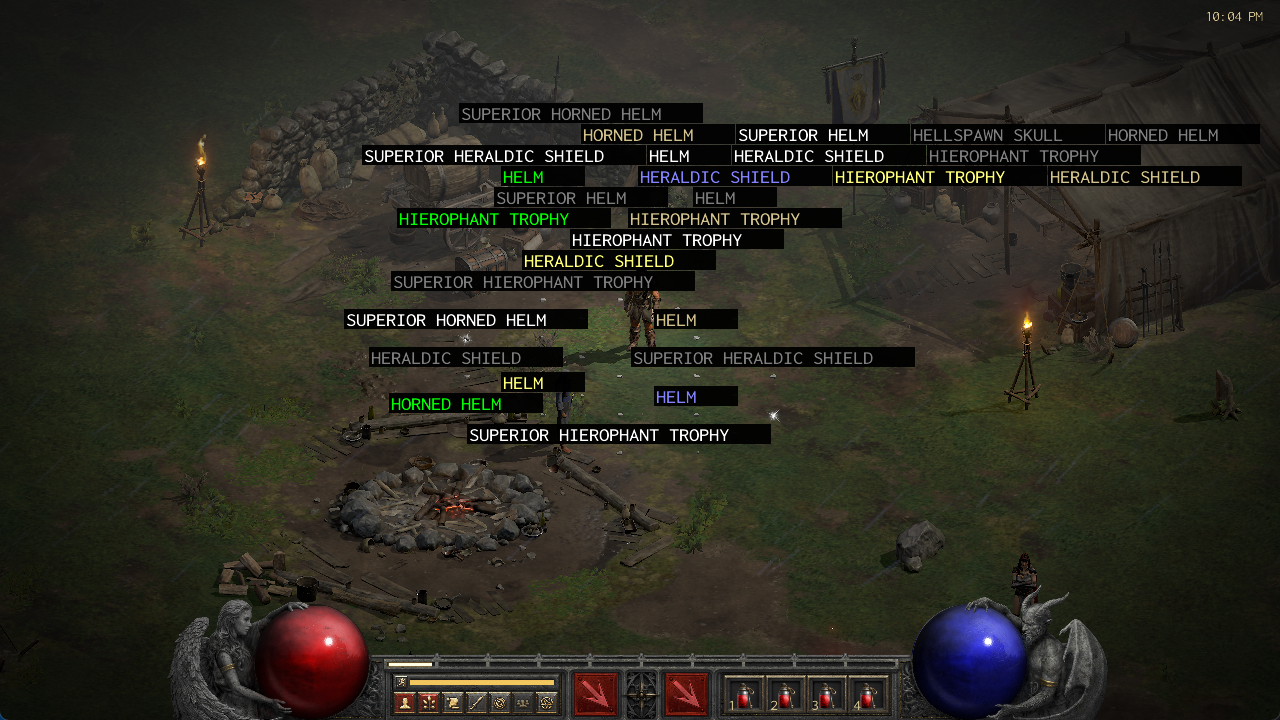 10:04 PM
SUPERIOR HORNED HELM
HORNED HELM SUPERIOR HELM HELLSPAWN SKULL HORNED HELM
SUPERIOR HERALDIC SHIELD HELM HERALDIC SHIELD HIEROPHANT TROPHY
HELM HERALDIC SHIELD HIEROPHANT TROPHY HERALDIC SHIELD
SUPERIOR HELM HELM
HIEROPHANT TROPHY HIEROPHANT TROPHY
HIEROPHANT TROPHY
HERALDIC SHIELD
SUPERIOR HIEROPHANT TROPHY
SUPERIOR HORNED HELM HELM
HERALDIC SHIELD SUPERIOR HERALDIC SHIELD
HELM
HELM
HORNED HELM
SUPERIOR HIEROPHANT TROPHY
1 2 3 4